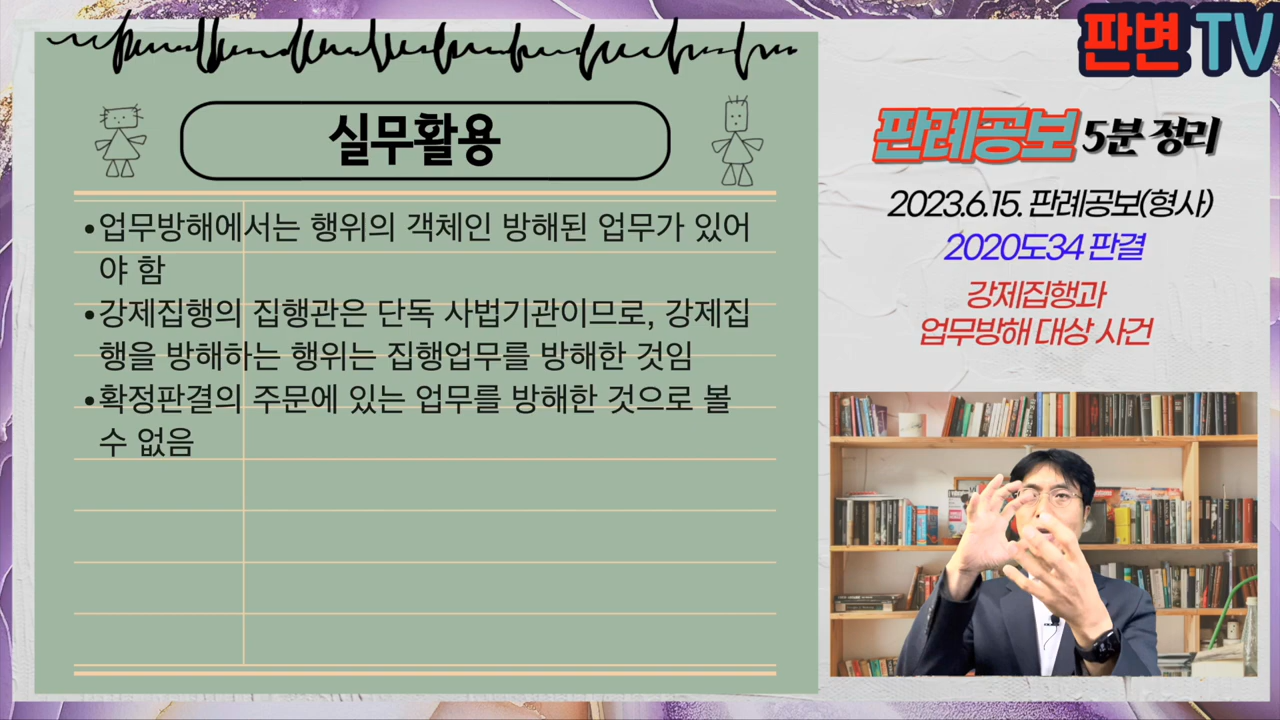 판변 TV
실무활용
•업무방해에서는 행위의 객체인 방해된 업무가 있어
야 함
•강제집행의 집행관은 단독 사법기관이므로, 강제집
행을 방해하는 행위는 집행업무를 방해한 것임
•확정판결의 주문에 있는 업무를 방해한 것으로 볼
수 없음
판례공보 5분 정리
2023.6.15. 판례공보(형사)
2020도34 판결
강제집행과
업무방해 대상 사건